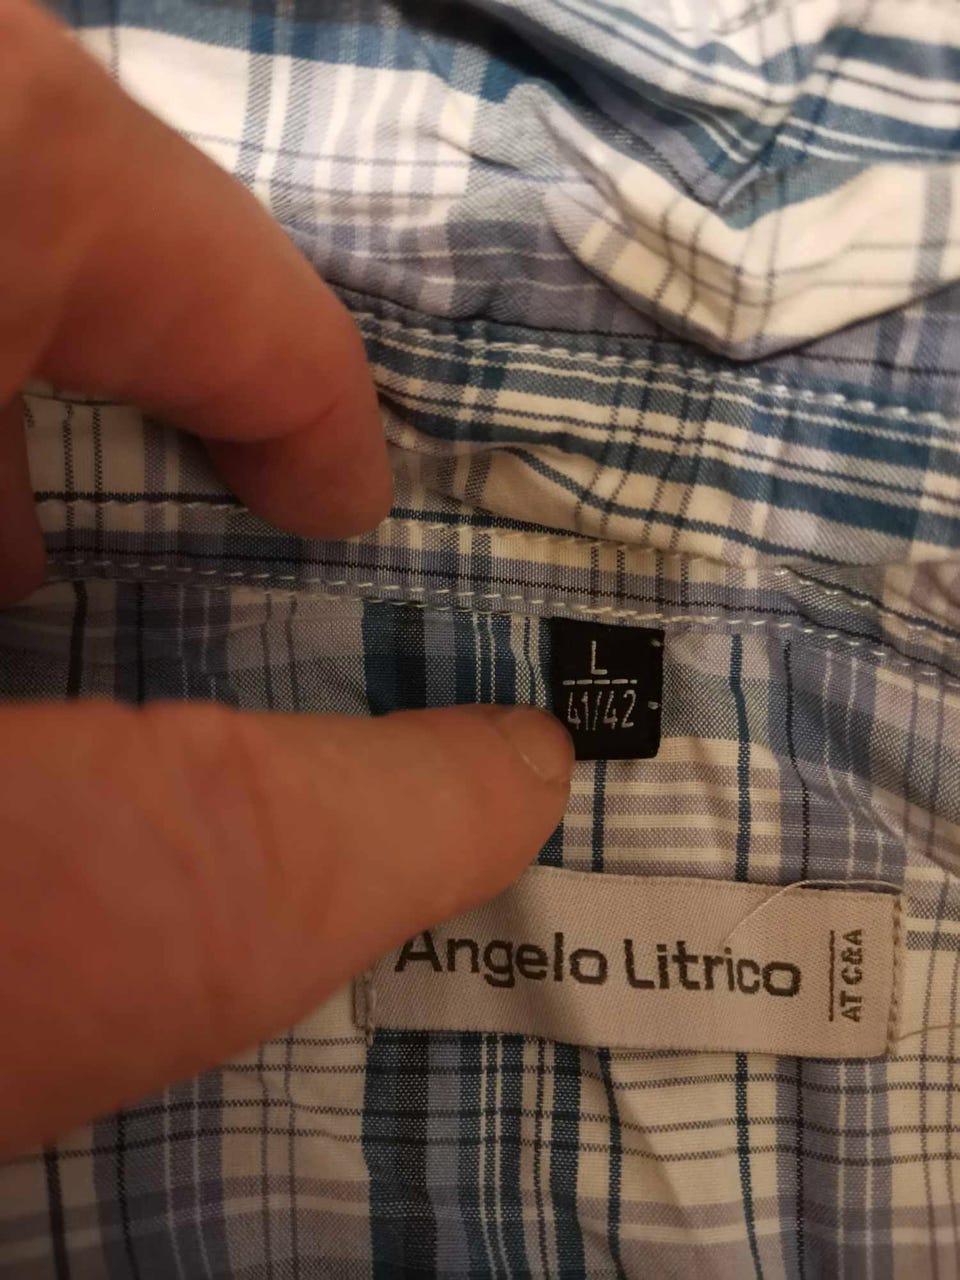 L
41/42
Angelo Litrico
AT C&A